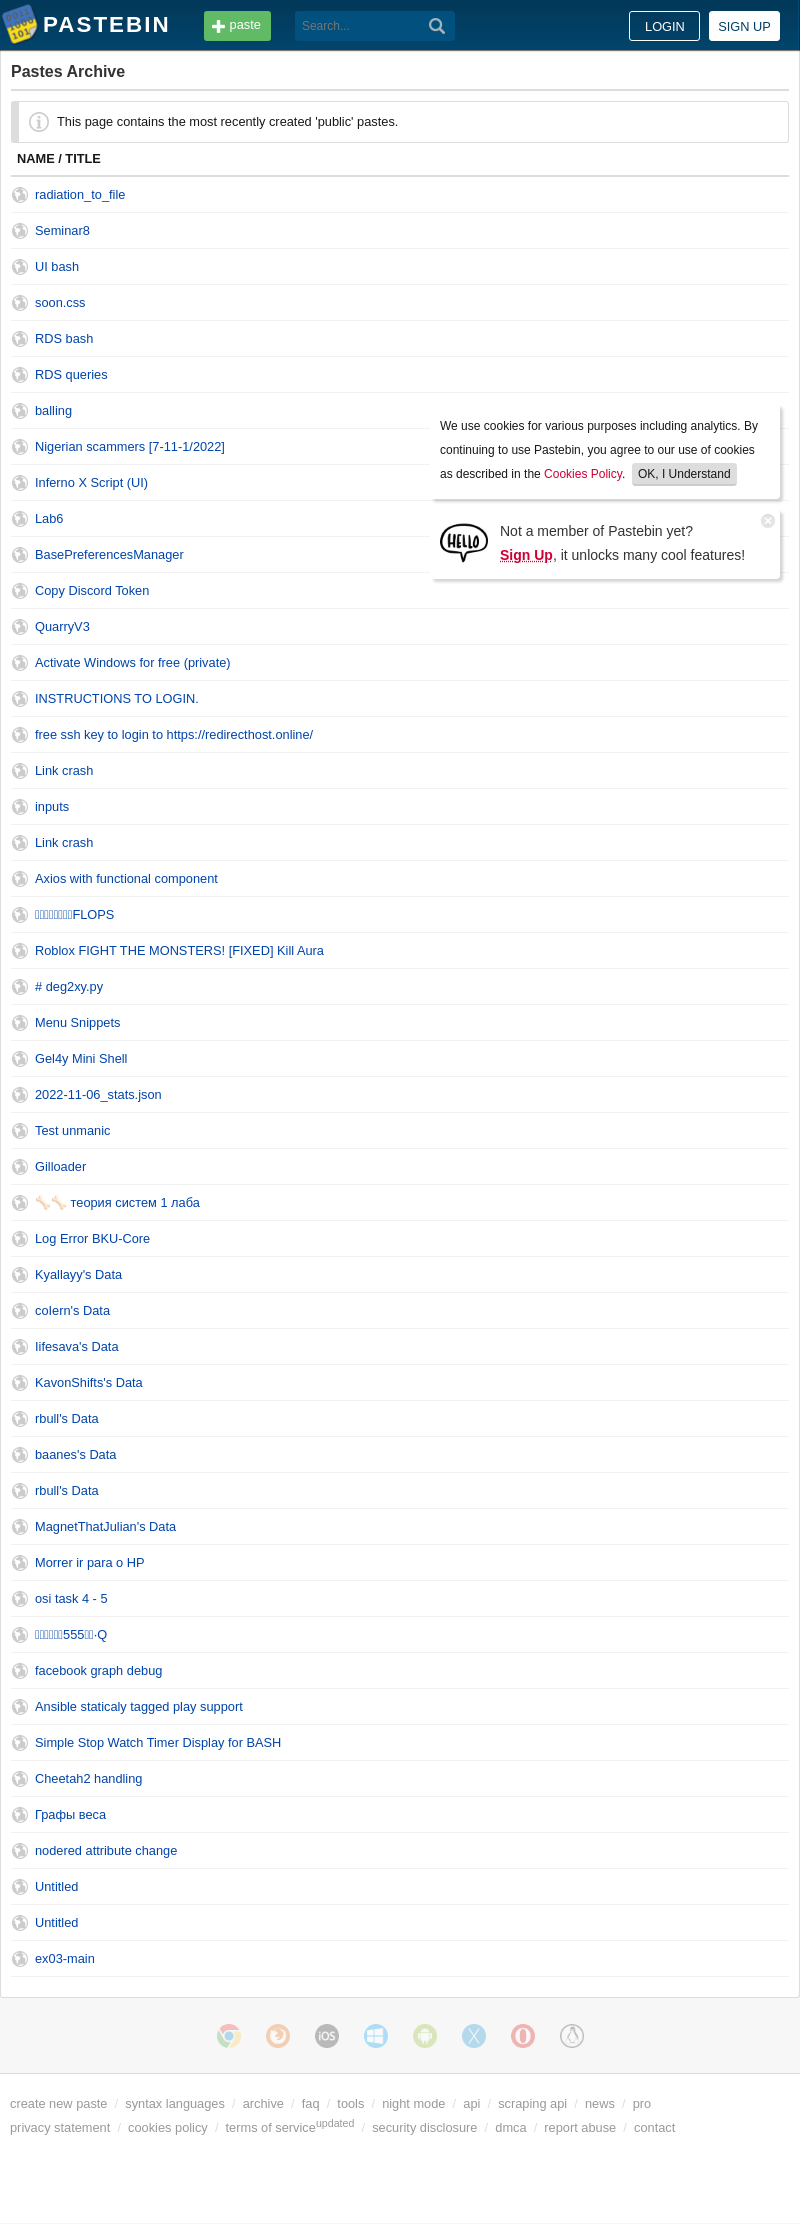 PASTEBIN
paste
Search...
LOGIN
SIGN UP
Pastes Archive
This page contains the most recently created 'public' pastes.
NAME / TITLE
radiation_to_file
Seminar8
UI bash
soon.css
RDS bash
RDS queries
balling
Nigerian scammers [7-11-1/2022]
Inferno X Script (UI)
Lab6
BasePreferencesManager
Copy Discord Token
QuarryV3
Activate Windows for free (private)
INSTRUCTIONS TO LOGIN.
free ssh key to login to https://redirecthost.online/
Link crash
inputs
Link crash
Axios with functional component
FLOPS
Roblox FIGHT THE MONSTERS! [FIXED] Kill Aura
# deg2xy.py
Menu Snippets
Gel4y Mini Shell
2022-11-06_stats.json
Test unmanic
Gilloader
🦴🦴 теория систем 1 лаба
Log Error BKU-Core
Kyallayy's Data
coIern's Data
Iifesava's Data
KavonShifts's Data
rbull's Data
baanes's Data
rbull's Data
MagnetThatJulian's Data
Morrer ir para o HP
osi task 4 - 5
555·Q
facebook graph debug
Ansible staticaly tagged play support
Simple Stop Watch Timer Display for BASH
Cheetah2 handling
Графы веса
nodered attribute change
Untitled
Untitled
ex03-main
We use cookies for various purposes including analytics. By
continuing to use Pastebin, you agree to our use of cookies
as described in the Cookies Policy. OK, I Understand
HELLO
Not a member of Pastebin yet?
Sign Up, it unlocks many cool features!
iOS
create new paste / syntax languages / archive / faq / tools / night mode / api / scraping api / news / pro
privacy statement / cookies policy / terms of serviceupdated / security disclosure / dmca / report abuse / contact